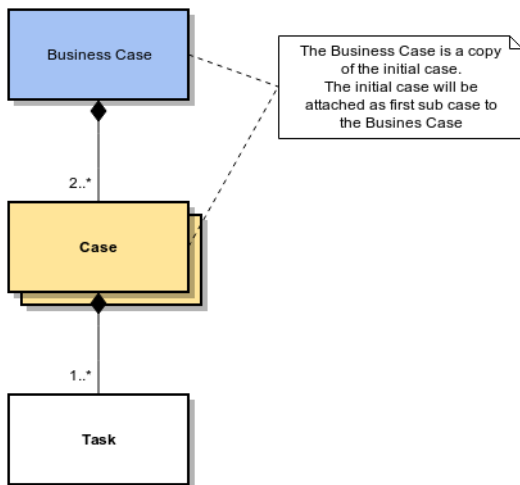 Business Case
The Business Case is a copy
of the initial case.
The initial case will be
attached as first sub case to
the Busines Case
2..*
Case
1..*
Task